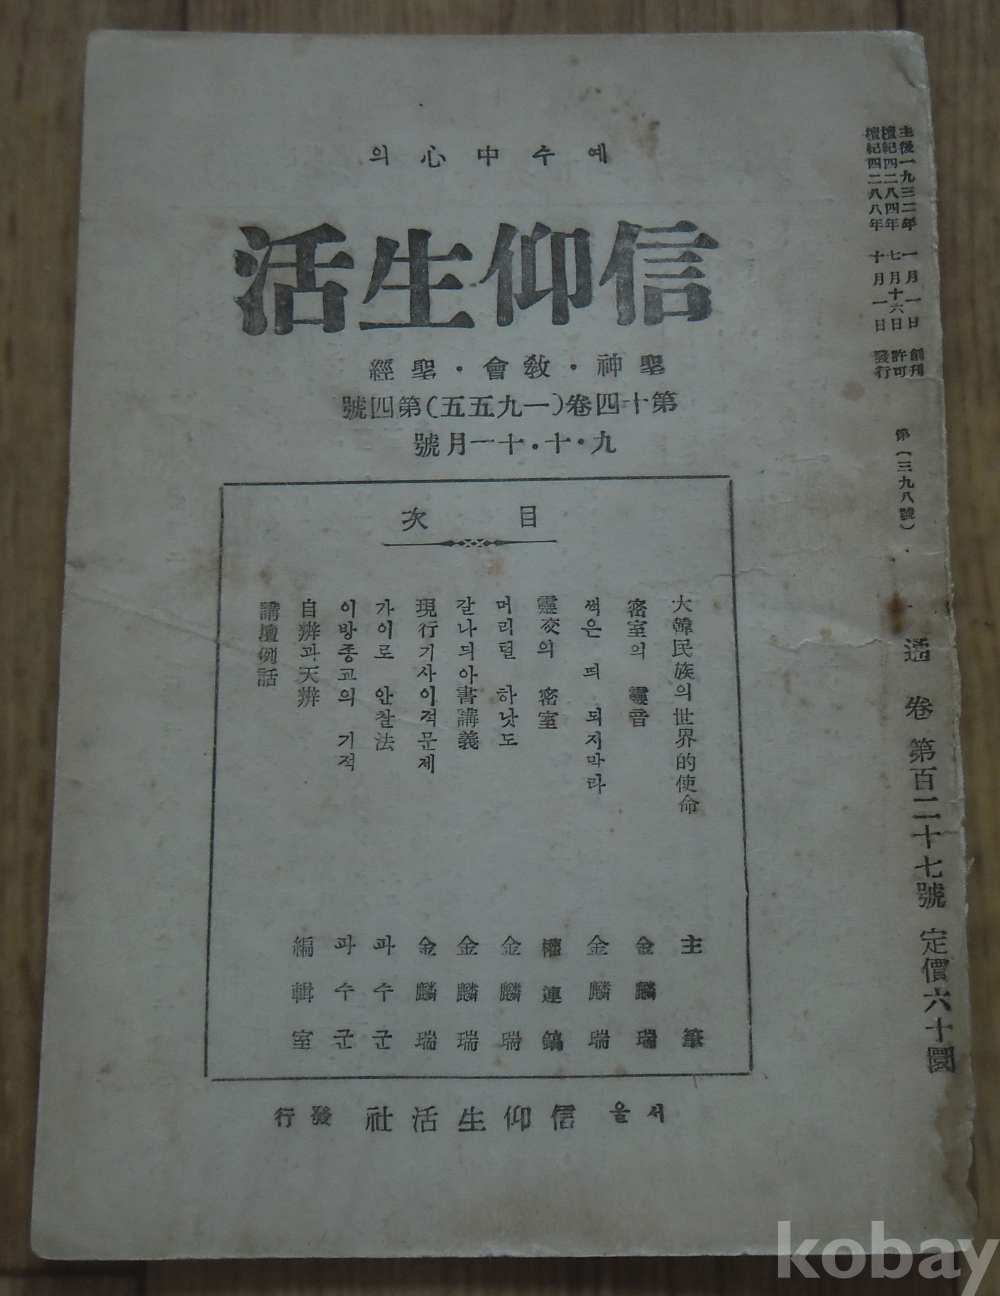 主後一九三二年 一月一日 創刊
檀紀四二八四年 七月十六日 許可
檀紀四二八八年 十月一日 發行
第(三九八號)
通卷 第百二十七號 定價六十圜
예수中心의
信仰生活
聖神・敎會・聖經
第十四卷(一九五五)第四號
九・十・十一月號
目次
大韓民族의世界的使命 主筆
密室의 靈音 金麟瑞
썩은 띄 되지마라 金麟瑞
靈交의 密室 權連鎬
머리털 하낫도 金麟瑞
갈나듸아書講義 金麟瑞
現行기사이적문제 金麟瑞
가이로 안찰法 파수군
이방종교의 기적 파수군
自辨과天辨 編輯室
講壇例話
서울 信仰生活社 發行
kobay